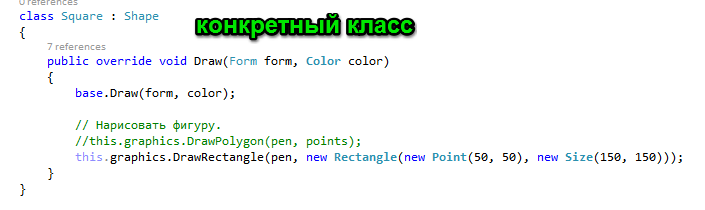 0 references
class Square : Shape
конкретный класс
{
7 references
public override void Draw(Form form, Color color)
{
base.Draw(form, color);
// Нарисовать фигуру.
//this.graphics.DrawPolygon(pen, points);
this.graphics.DrawRectangle(pen, new Rectangle(new Point(50, 50), new Size(150, 150)));
}
}